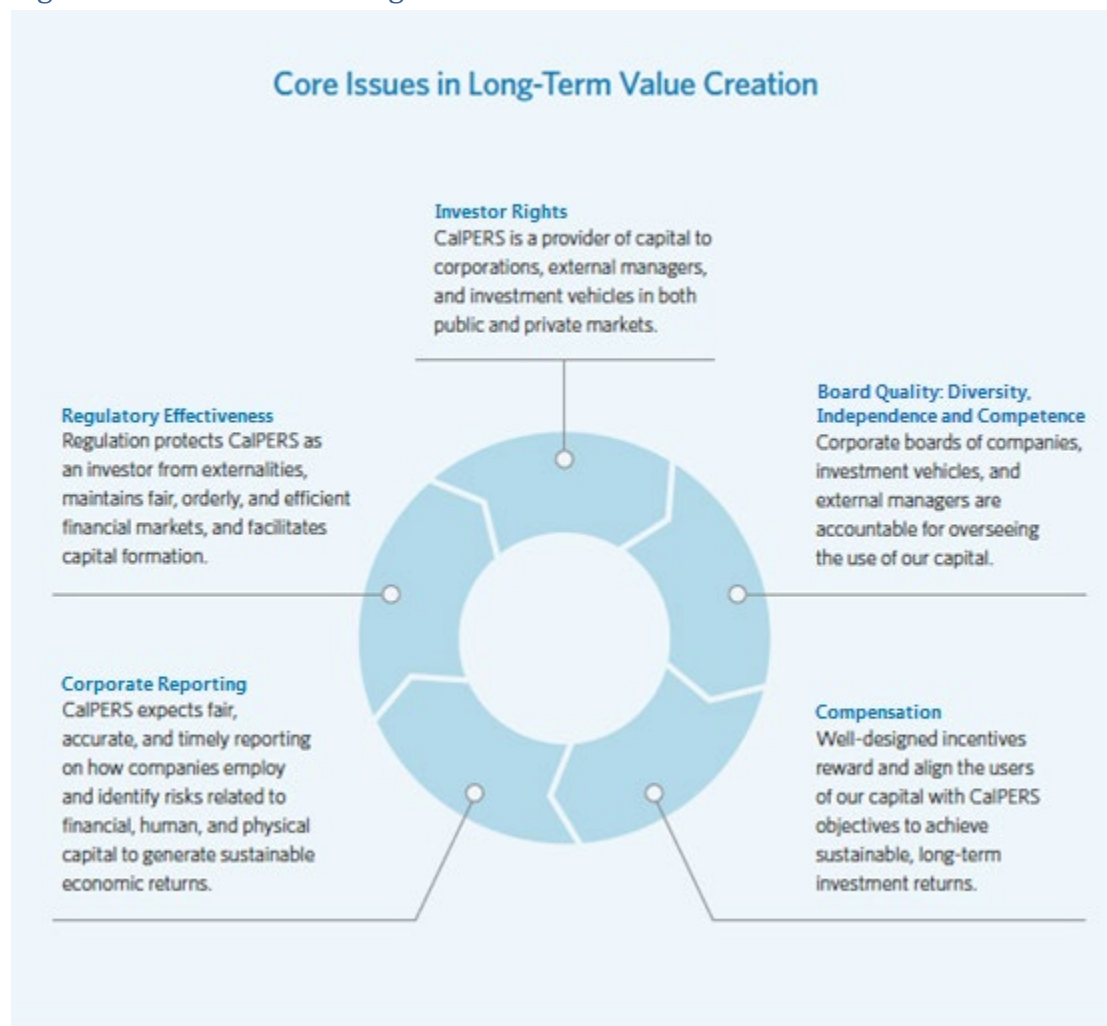 Core Issues in Long-Term Value Creation
Investor Rights
CalPERS is a provider of capital to
corporations, external managers,
and investment vehicles in both
public and private markets.
Board Quality: Diversity,
Independence and Competence
Corporate boards of companies,
investment vehicles, and
external managers are
accountable for overseeing
the use of our capital.
Compensation
Well-designed incentives
reward and align the users
of our capital with CalPERS
objectives to achieve
sustainable, long-term
investment returns.
Corporate Reporting
CalPERS expects fair,
accurate, and timely reporting
on how companies employ
and identify risks related to
financial, human, and physical
capital to generate sustainable
economic returns.
Regulatory Effectiveness
Regulation protects CalPERS as
an investor from externalities,
maintains fair, orderly, and efficient
financial markets, and facilitates
capital formation.